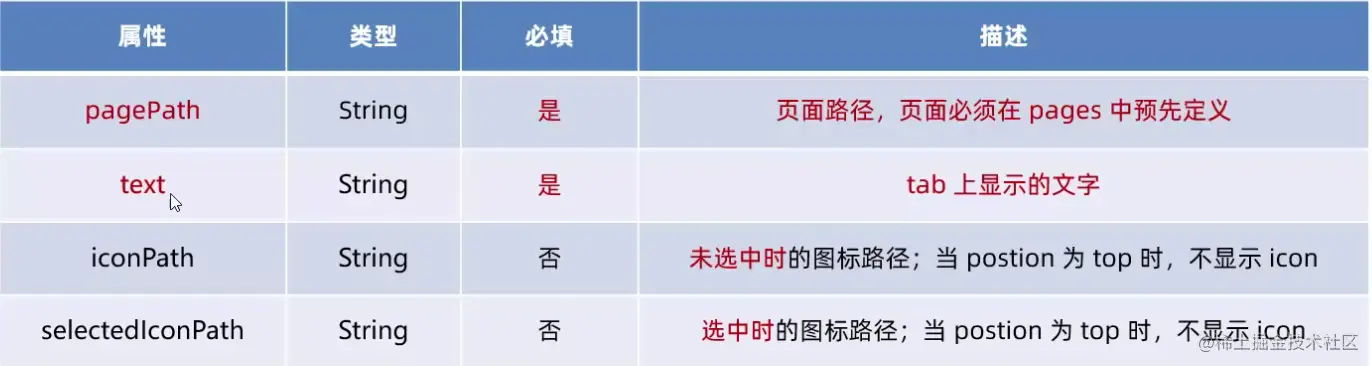 属性 类型 必填 描述
pagePath String 是 页面路径，页面必须在 pages 中预先定义
text String 是 tab 上显示的文字
iconPath String 否 未选中时的图标路径；当 postion 为 top 时，不显示 icon
selectedIconPath String 否 选中时的图标路径；当 postion 为 top 时，不显示 icon
@稀土掘金技术社区